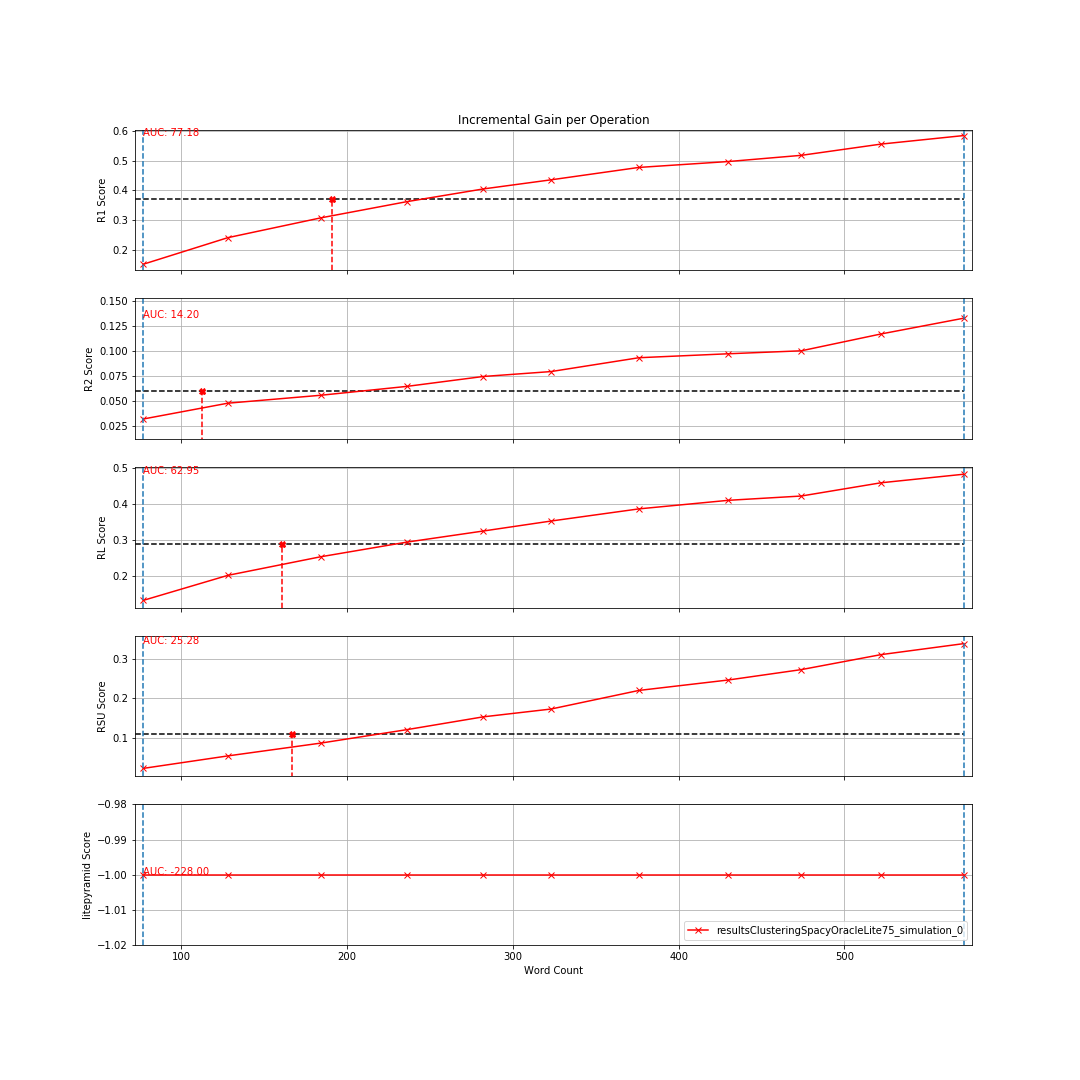 Incremental Gain per Operation
AUC: 77.18
0.6
0.5
0.4
0.3
0.2
R1 Score
AUC: 14.20
0.150
0.125
0.100
0.075
0.050
0.025
R2 Score
AUC: 62.95
0.5
0.4
0.3
0.2
RL Score
AUC: 25.28
0.3
0.2
0.1
RSU Score
−0.98
−0.99
−1.00
−1.01
−1.02
litepyramid Score
AUC: -228.00
resultsClusteringSpacyOracleLite75_simulation_0
100 200 300 400 500
Word Count